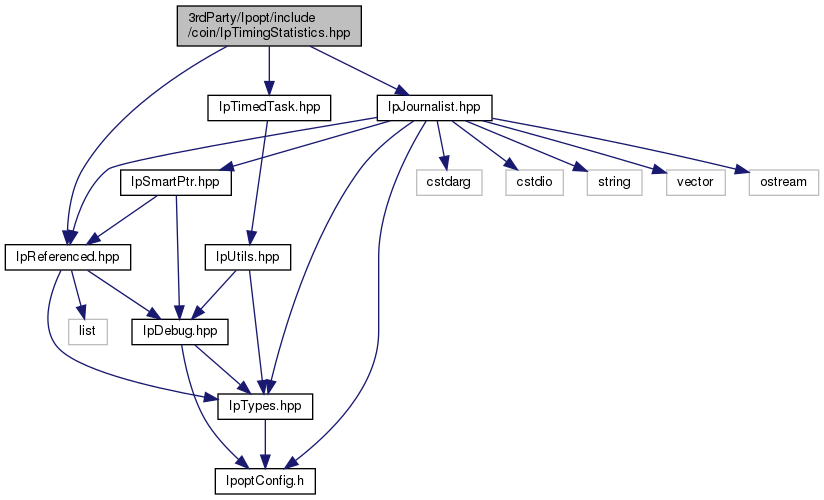 3rdParty/Ipopt/include
/coin/IpTimingStatistics.hpp
IpTimedTask.hpp
IpJournalist.hpp
IpSmartPtr.hpp
cstdarg
cstdio
string
vector
ostream
IpReferenced.hpp
IpUtils.hpp
list
IpDebug.hpp
IpTypes.hpp
IpoptConfig.h